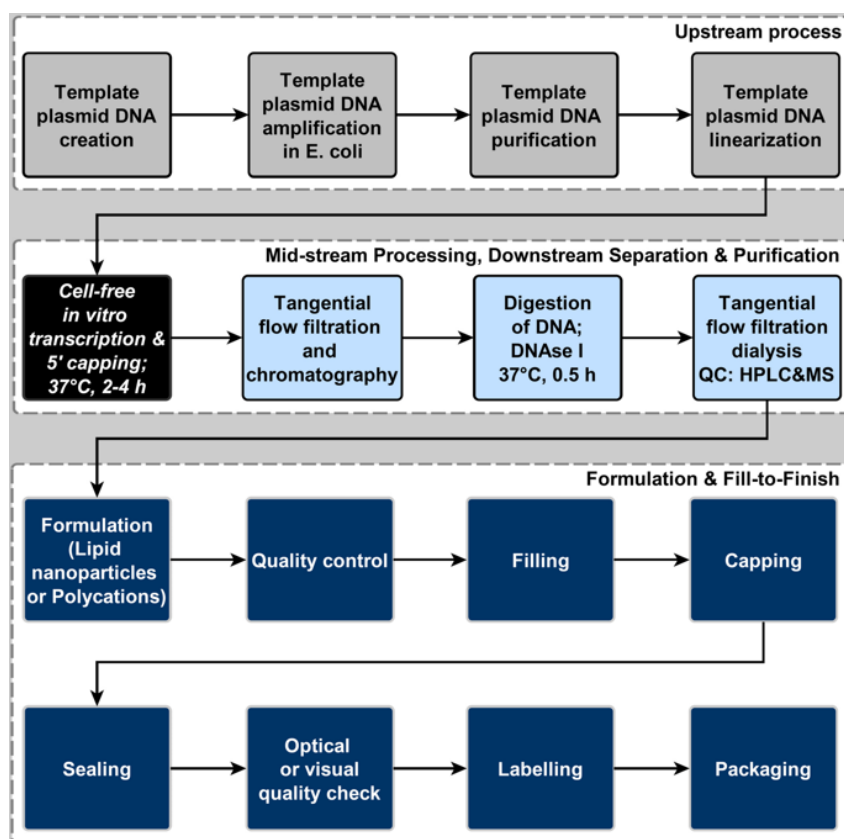 Upstream process
Template
plasmid DNA
creation
Template
plasmid DNA
amplification
in E. coli
Template
plasmid DNA
purification
Template
plasmid DNA
linearization
Mid-stream Processing, Downstream Separation & Purification
Cell-free
in vitro
transcription &
5' capping;
37°C, 2-4 h
Tangential
flow filtration
and
chromatography
Digestion
of DNA;
DNAse I
37°C, 0.5 h
Tangential
flow filtration
dialysis
QC: HPLC&MS
Formulation & Fill-to-Finish
Formulation
(Lipid
nanoparticles
or Polycations)
Quality control
Filling
Capping
Sealing
Optical
or visual
quality check
Labelling
Packaging